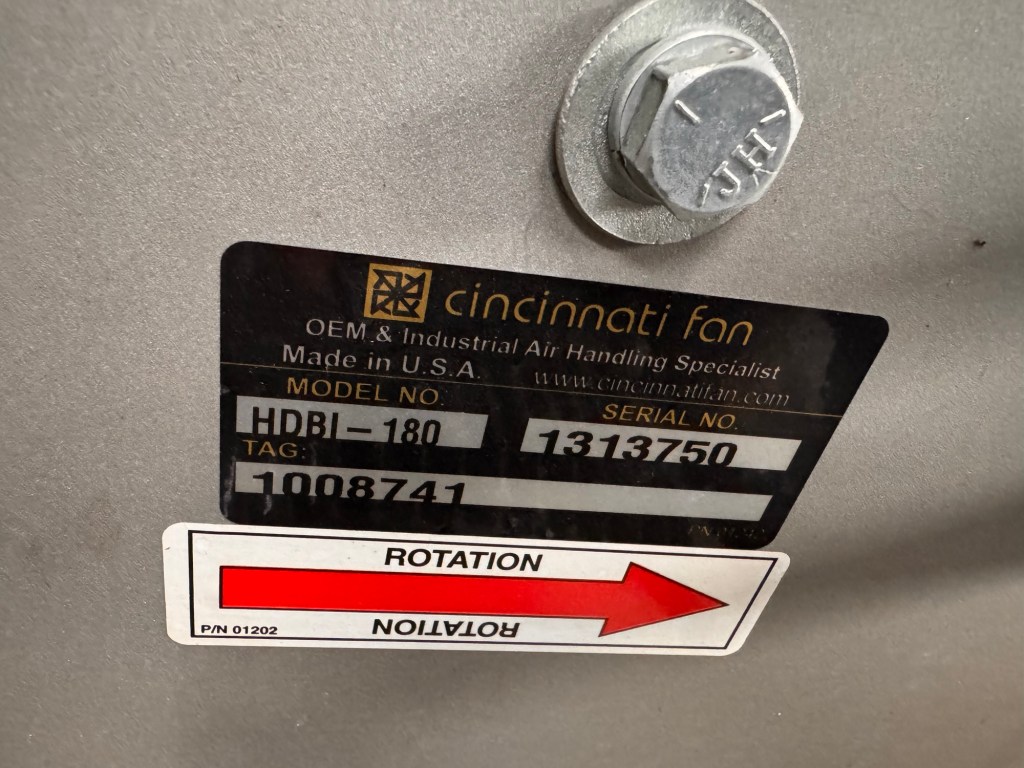 JH
cincinnati fan
OEM & Industrial Air Handling Specialist
Made in U.S.A.
www.cincinnatifan.com
MODEL NO.
SERIAL NO.
HDBI-180
1313750
TAG:
1008741
ROTATION
ROTATION
P/N 01202